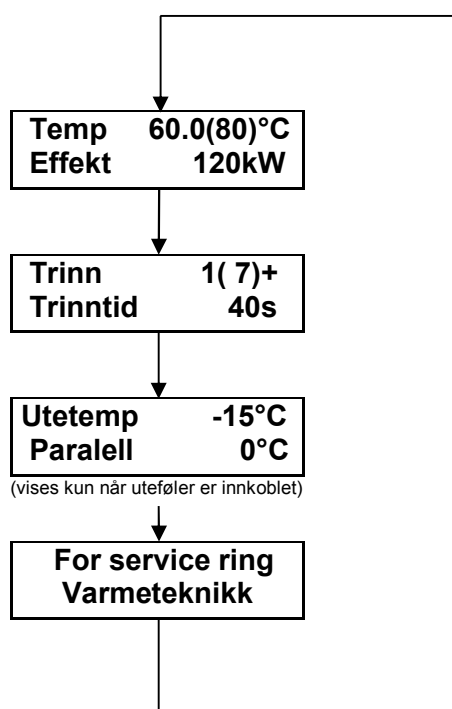 Temp 60.0(80)°C
Effekt 120kW
Trinn 1( 7)+
Trinntid 40s
Utetemp -15°C
Paralell 0°C
(vises kun når uteføler er innkoblet)
For service ring
Varmeteknikk